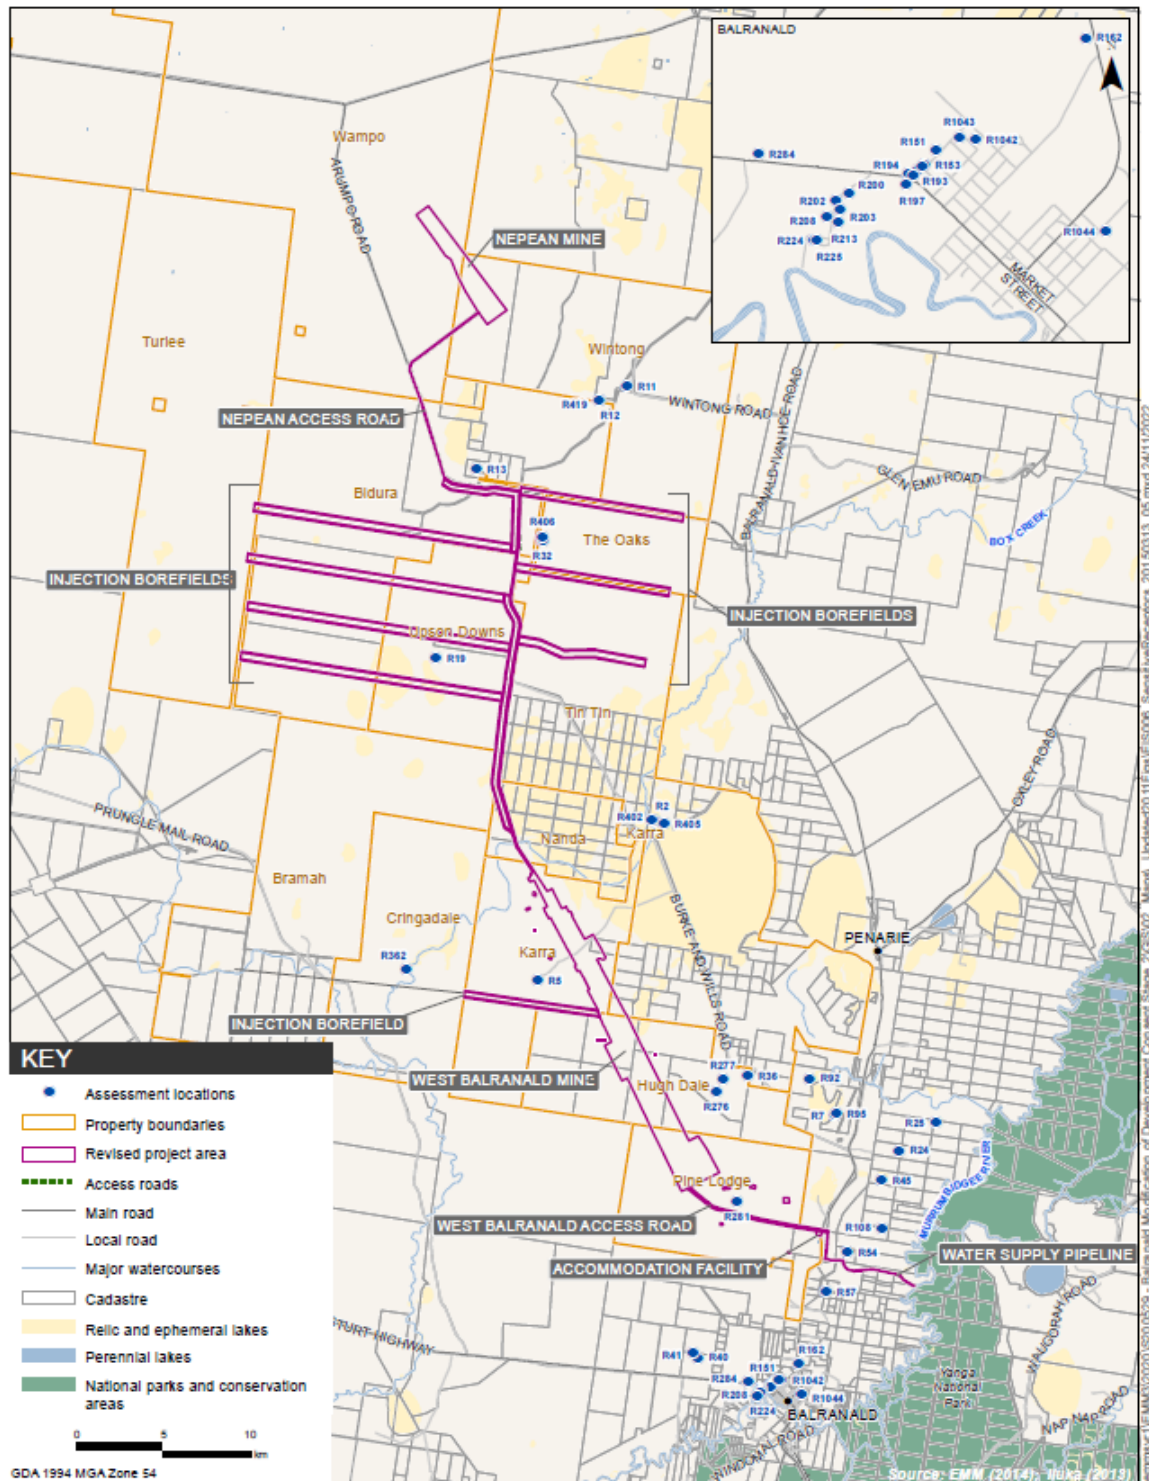 BALRANALD
R162
N
R1043
R151
R1042
R284
R194
R153
R193
R200
R197
R202
R203
R208
R1044
R224
R213
R225
MARKET
STREET
Wampo
ARUMPO ROAD
NEPEAN MINE
Turlee
Wintong
R11
R419
R12
WINTONG ROAD
BALRANALD-IVANHOE ROAD
NEPEAN ACCESS ROAD
R13
GLEN EMU ROAD
Bidura
R406
The Oaks
R32
BOX CREEK
INJECTION BOREFIELDS
INJECTION BOREFIELDS
Tipsen Downs
R19
Tin Tin
OXLEY ROAD
PRUNGLE MAIL ROAD
R2
R402
R405
Nanda
Karra
Bramah
BURKE AND WILLS ROAD
Cringadale
PENARIE
Karra
R362
R5
INJECTION BOREFIELD
WEST BALRANALD MINE
R277
R36
R92
Hugh Dale
R276
R7
R95
R25
R24
MURRUMBIDGEE RIVER
Pine Lodge
R45
R281
WEST BALRANALD ACCESS ROAD
R108
R54
WATER SUPPLY PIPELINE
ACCOMMODATION FACILITY
R57
WAUGORAH ROAD
STURT HIGHWAY
R41
R40
R162
R151
R284
R1042
R208
R1044
R224
BALRANALD
Yanga
National
Park
NAP NAP ROAD
WINDOMAL ROAD
KEY
Assessment locations
Property boundaries
Revised project area
Access roads
Main road
Local road
Major watercourses
Cadastre
Relic and ephemeral lakes
Perennial lakes
National parks and conservation
areas
0 5 10
km
GDA 1994 MGA Zone 54
Source: EMM (2014); Iluka (2013)